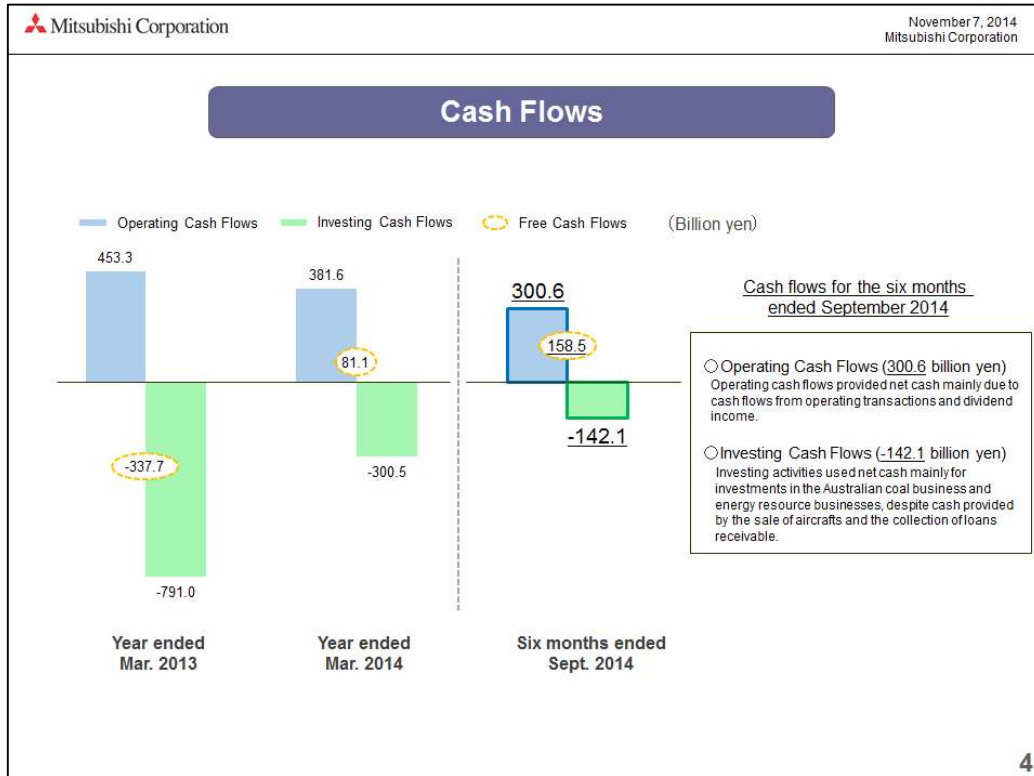 Mitsubishi Corporation
November 7, 2014
Mitsubishi Corporation
Cash Flows
Operating Cash Flows
Investing Cash Flows
Free Cash Flows
(Billion yen)
453.3
-337.7
-791.0
381.6
81.1
-300.5
300.6
158.5
-142.1
Year ended
Mar. 2013
Year ended
Mar. 2014
Six months ended
Sept. 2014
Cash flows for the six months
ended September 2014
○Operating Cash Flows (300.6 billion yen)
Operating cash flows provided net cash mainly due to
cash flows from operating transactions and dividend
income.
○Investing Cash Flows (-142.1 billion yen)
Investing activities used net cash mainly for
investments in the Australian coal business and
energy resource businesses, despite cash provided
by the sale of aircrafts and the collection of loans
receivable.
4